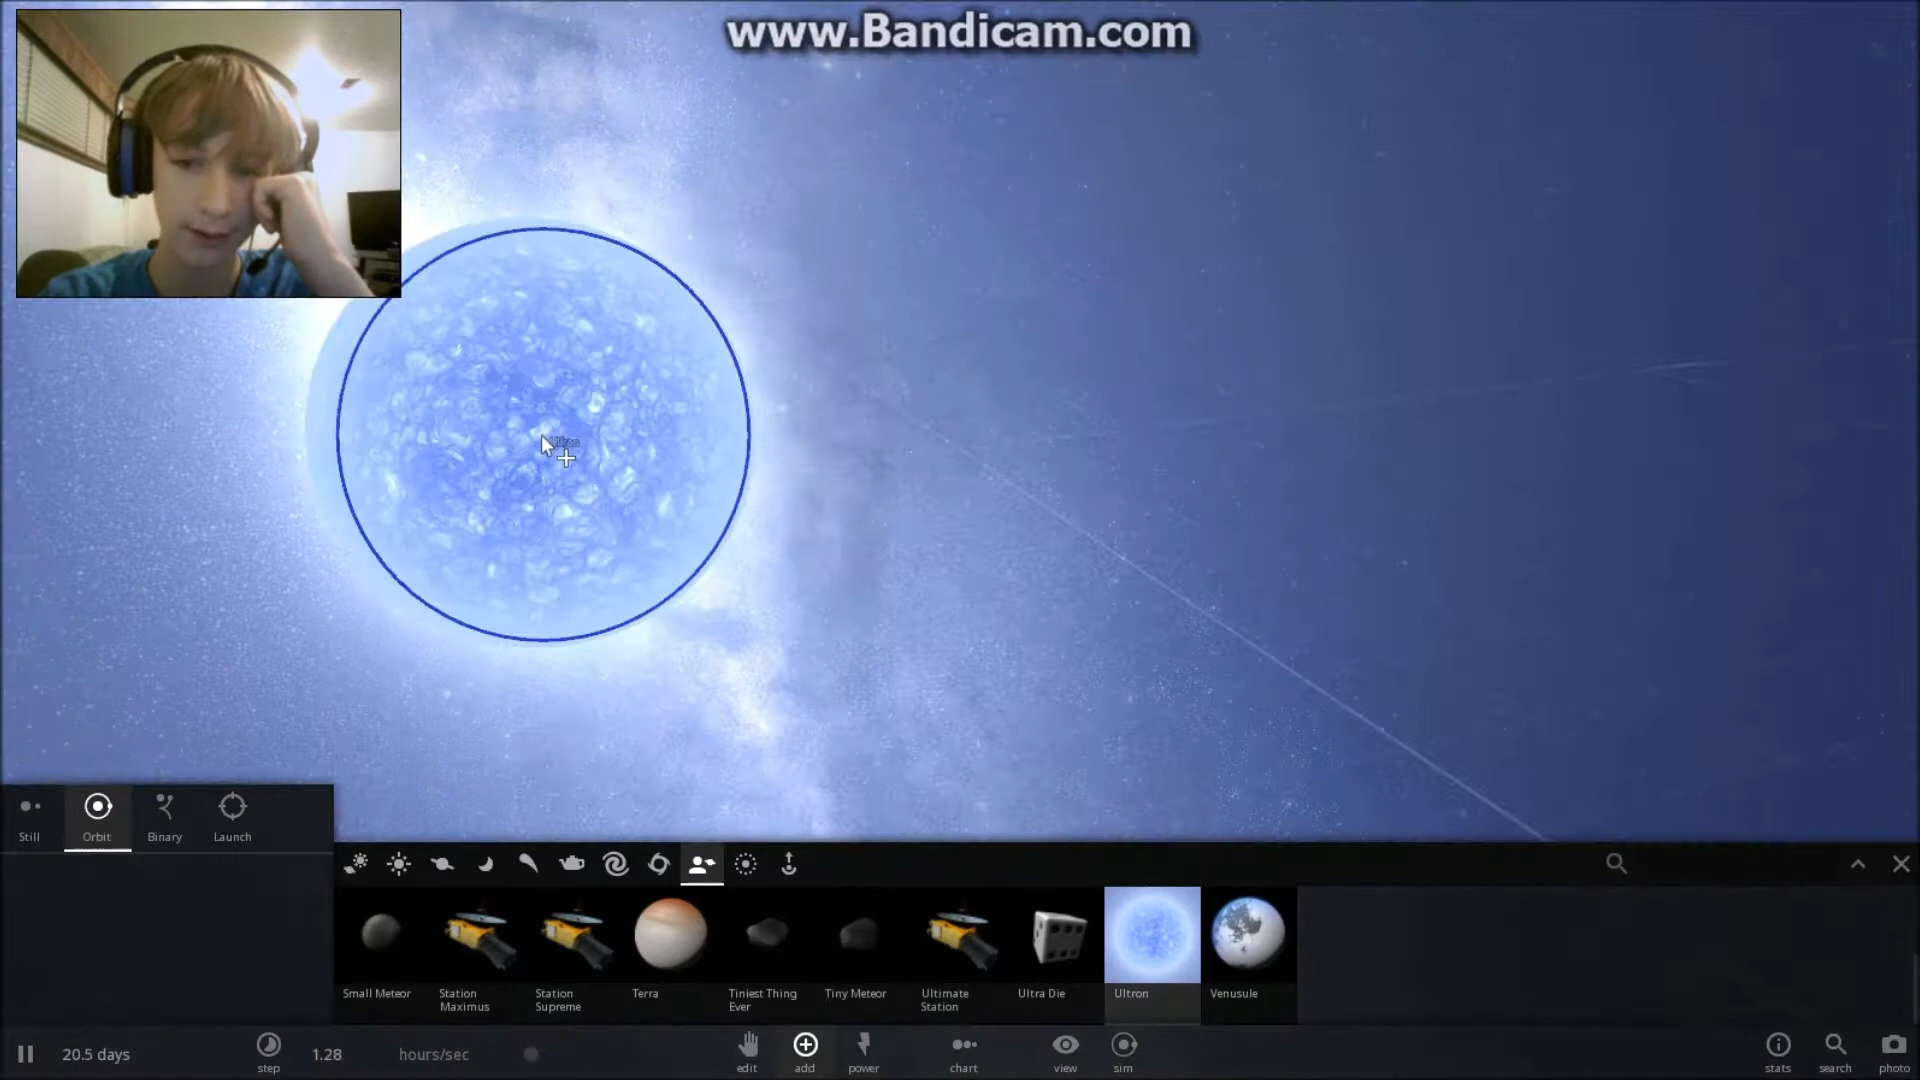 www.Bandicam.com
Still
Orbit
Binary
Launch
Small Meteor
Station
Maximus
Station
Supreme
Terra
Tiniest Thing
Ever
Tiny Meteor
Ultimate
Station
Ultra Die
Ultron
Venusule
20.5 days
step
1.28
hours/sec
edit
add
power
chart
view
sim
stats
search
photo